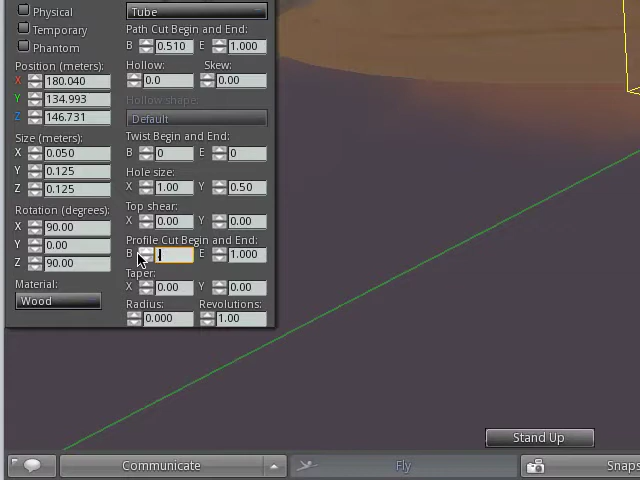 Physical
Temporary
Phantom
Position (meters):
X 180.040
Y 134.993
Z 146.731
Size (meters):
X 0.050
Y 0.125
Z 0.125
Rotation (degrees):
X 90.00
Y 0.00
Z 90.00
Material:
Wood
Tube
Path Cut Begin and End:
B 0.510 E 1.000
Hollow: Skew:
0.0 0.00
Hollow shape:
Default
Twist Begin and End:
B 0 E 0
Hole size:
X 1.00 Y 0.50
Top shear:
X 0.00 Y 0.00
Profile Cut Begin and End:
B . E 1.000
Taper:
X 0.00 Y 0.00
Radius: Revolutions:
0.000 1.00
Stand Up
Communicate Fly Snaps